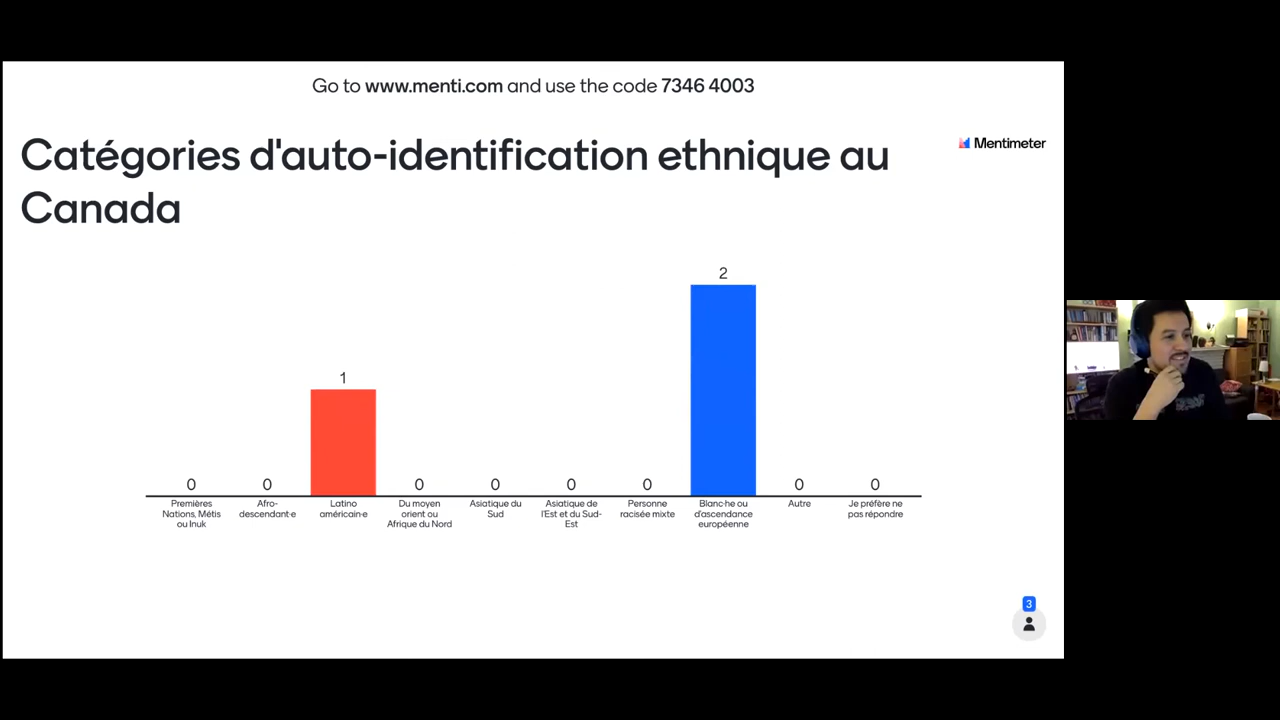 Go to www.menti.com and use the code 7346 4003
Catégories d'auto-identification ethnique au
Canada
Mentimeter
2
1
0
0
0
0
0
0
0
0
Premières
Nations, Métis
ou Inuk
Afro-
descendant·e
Latino
américain·e
Du moyen
orient ou
Afrique du Nord
Asiatique du
Sud
Asiatique de
l'Est et du Sud-
Est
Personne
racisée mixte
Blanc·he ou
d'ascendance
européenne
Autre
Je préfère ne
pas répondre
3